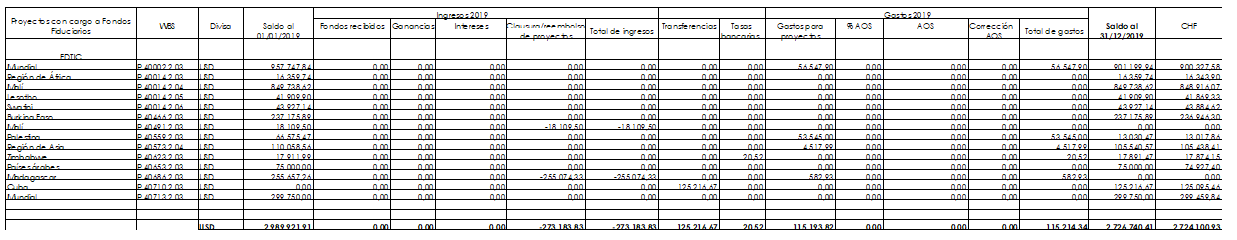 Proyectos con cargo a Fondos Fiduciarios WBS Divisa Saldo al 01/01/2019 Ingresos 2019 Gastos 2019 Saldo al 31/12/2019 CHF
Fondos recibidos Ganancias Intereses Clausura/reembolso de proyectos Total de ingresos Transferencias Tasas bancarias Gastos para proyectos % AOS AOS Corrección AOS Total de gastos
FDTIC
Mundial P.40002.2.03 USD 957.747,84 0,00 0,00 0,00 0,00 0,00 0,00 0,00 56.547,90 0,00 0,00 0,00 56.547,90 901.199,94 900.327,58
Región de África P.40014.2.03 USD 16.359,74 0,00 0,00 0,00 0,00 0,00 0,00 0,00 0,00 0,00 0,00 0,00 0,00 16.359,74 16.343,90
Malí P.40014.2.04 USD 849.738,62 0,00 0,00 0,00 0,00 0,00 0,00 0,00 0,00 0,00 0,00 0,00 0,00 849.738,62 848.916,07
Lesotho P.40014.2.05 USD 41.909,90 0,00 0,00 0,00 0,00 0,00 0,00 0,00 0,00 0,00 0,00 0,00 0,00 41.909,90 41.869,33
P.40014.2.06 USD 43.927,14 0,00 0,00 0,00 0,00 0,00 0,00 0,00 0,00 0,00 0,00 0,00 0,00 43.927,14 43.884,62
Burkina Faso P.40466.2.03 USD 237.175,89 0,00 0,00 0,00 0,00 0,00 0,00 0,00 0,00 0,00 0,00 0,00 0,00 237.175,89 236.946,30
Malí P.40491.2.03 USD 18.109,50 0,00 0,00 0,00 -18.109,50 -18.109,50 0,00 0,00 0,00 0,00 0,00 0,00 0,00 0,00 0,00
Palestina P.40559.2.03 USD 66.575,47 0,00 0,00 0,00 0,00 0,00 0,00 0,00 53.545,00 0,00 0,00 0,00 53.545,00 13.030,47 13.017,86
Región de Asia P.40573.2.04 USD 110.058,56 0,00 0,00 0,00 0,00 0,00 0,00 0,00 4.517,99 0,00 0,00 0,00 4.517,99 105.540,57 105.438,41
Zimbabwe P.40623.2.03 USD 17.911,99 0,00 0,00 0,00 0,00 0,00 0,00 20,52 0,00 0,00 0,00 0,00 20,52 17.891,47 17.874,15
Países árabes P.40653.2.03 USD 75.000,00 0,00 0,00 0,00 0,00 0,00 0,00 0,00 0,00 0,00 0,00 0,00 0,00 75.000,00 74.927,40
Madagascar P.40686.2.03 USD 255.657,26 0,00 0,00 0,00 -255.074,33 -255.074,33 0,00 0,00 582,93 0,00 0,00 0,00 582,93 0,00 0,00
Cuba P.40710.2.03 USD 0,00 0,00 0,00 0,00 0,00 0,00 125.216,67 0,00 0,00 0,00 0,00 0,00 0,00 125.216,67 125.095,46
Mundial P.40713.2.03 USD 299.750,00 0,00 0,00 0,00 0,00 0,00 0,00 0,00 0,00 0,00 0,00 0,00 0,00 299.750,00 299.459,84
USD 2.989.921,91 0,00 0,00 0,00 -273.183,83 -273.183,83 125.216,67 20,52 115.193,82 0,00 0,00 0,00 115.214,34 2.726.740,41 2.724.100,93